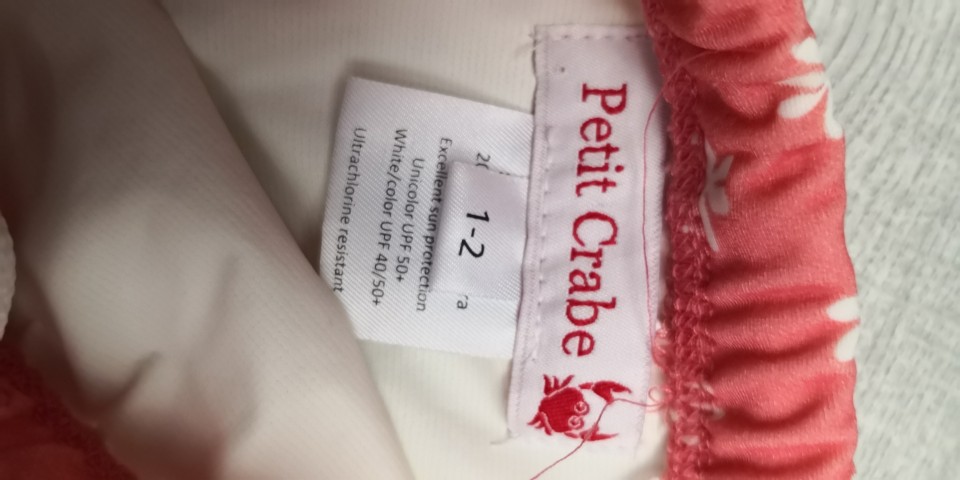 Petit Crabe
1-2
Excellent sun protection
Unicolor UPF 50+
White/color UPF 40/50+
Ultrachlorine resistant